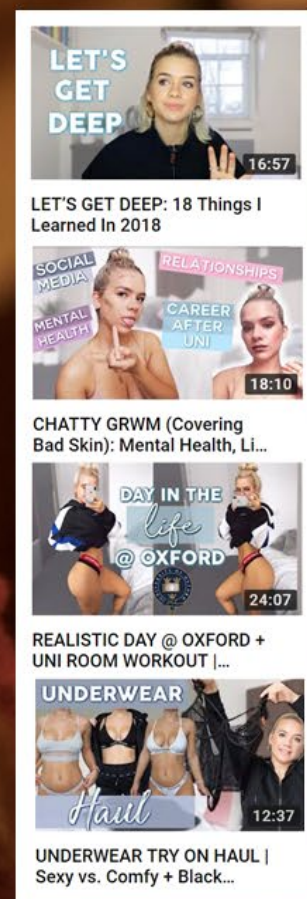 LET'S
GET
DEEP
16:57
LET'S GET DEEP: 18 Things I
Learned In 2018
SOCIAL
MEDIA
RELATIONSHIPS
MENTAL
HEALTH
CAREER
AFTER
UNI
18:10
CHATTY GRWM (Covering
Bad Skin): Mental Health, Li...
DAY IN THE
life
@ OXFORD
24:07
REALISTIC DAY @ OXFORD +
UNI ROOM WORKOUT |...
UNDERWEAR
Haul
12:37
UNDERWEAR TRY ON HAUL |
Sexy vs. Comfy + Black...